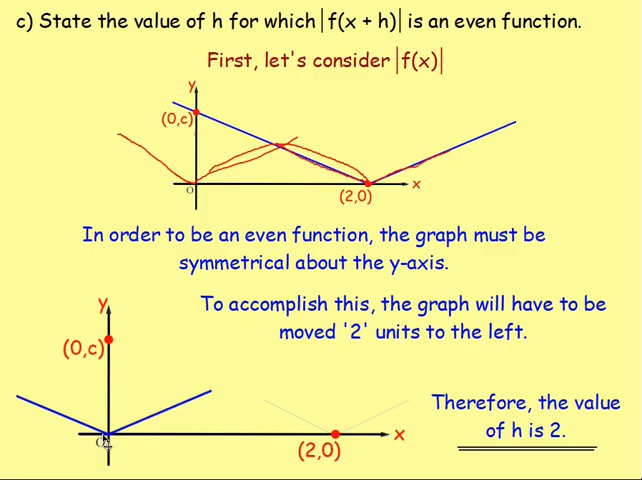 c) State the value of h for which |f(x + h)| is an even function.
First, let's consider |f(x)|
y
(0,c)
O
x
(2,0)
In order to be an even function, the graph must be
symmetrical about the y-axis.
y
To accomplish this, the graph will have to be
moved '2' units to the left.
(0,c)
Therefore, the value
of h is 2.
O
x
(2,0)